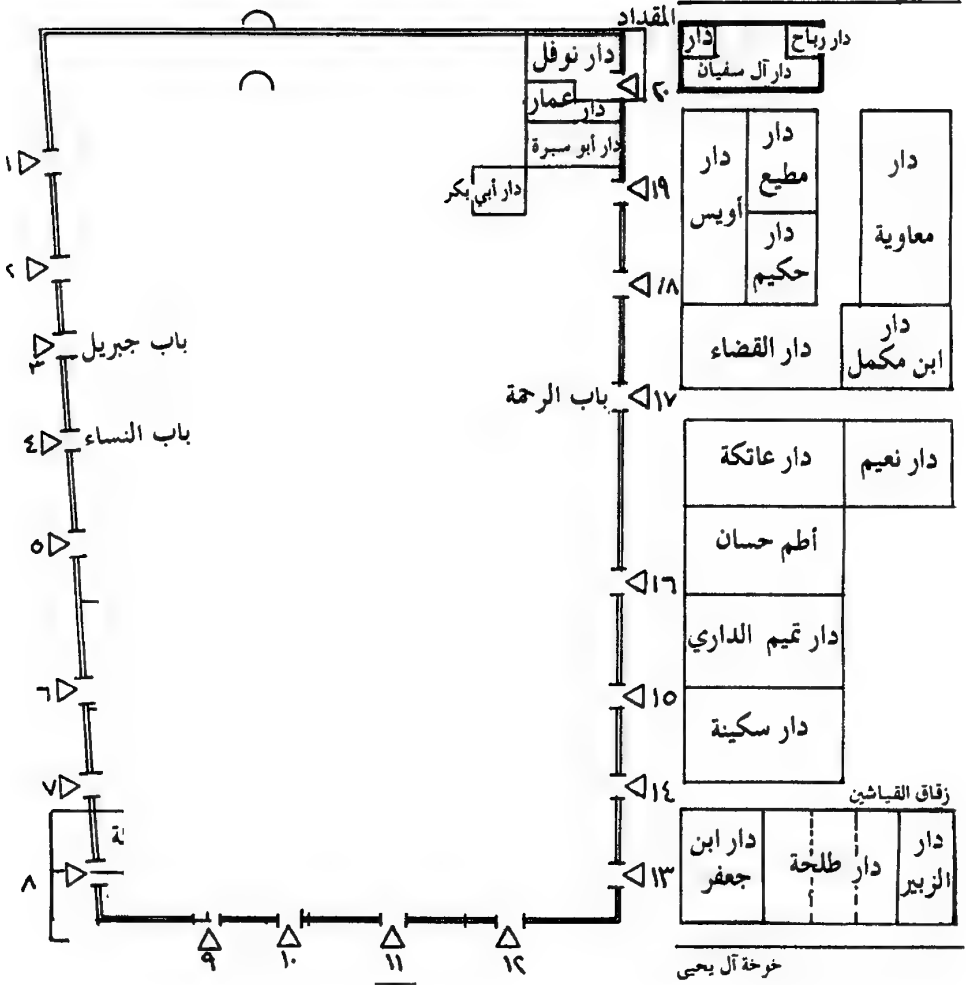 المقداد
دار
دار رباح
دار آل سفيان
دار نوفل
دار عمار
دار أبو سبرة
دار أبي بكر
٢٠
١٩
١٨
باب الرحمة
١٧
١٦
١٥
١٤
١٣
دار
أويس
دار
مطيع
دار
حكيم
دار
معاوية
دار القضاء
دار
ابن مكمل
دار عاتكة
دار نعيم
أطم حسان
دار تميم الداري
دار سكينة
زقاق القياشين
دار ابن
جعفر
دار طلحة
دار
الزبير
خوخة آل يحيى
١
٢
٣
باب جبريل
٤
باب النساء
٥
٦
٧
٨
٩
١٠
١١
١٢